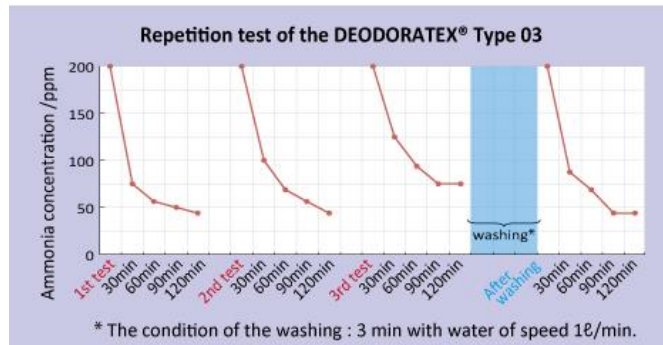 Repetition test of the DEODORATEX® Type 03
Ammonia concentration /ppm
200
150
100
50
0
1st test
30min
60min
90min
120min
2nd test
30min
60min
90min
120min
3rd test
30min
60min
90min
120min
washing*
After
washing
30min
60min
90min
120min
* The condition of the washing : 3 min with water of speed 1ℓ/min.